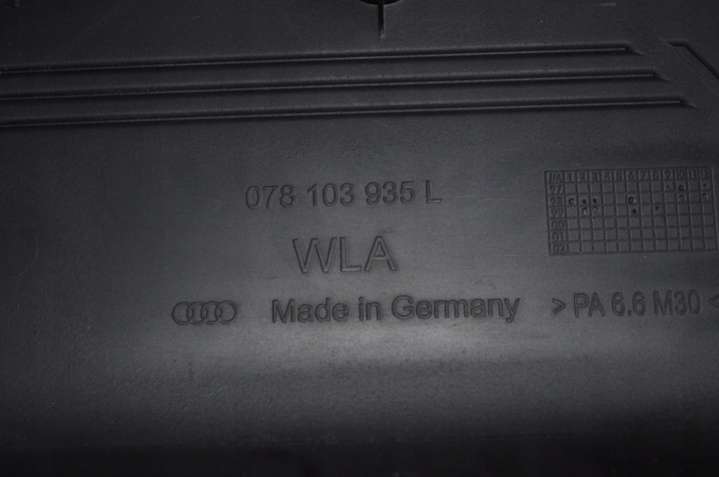 078 103 935 L
WLA
Made in Germany
> PA 6.6 M30 <